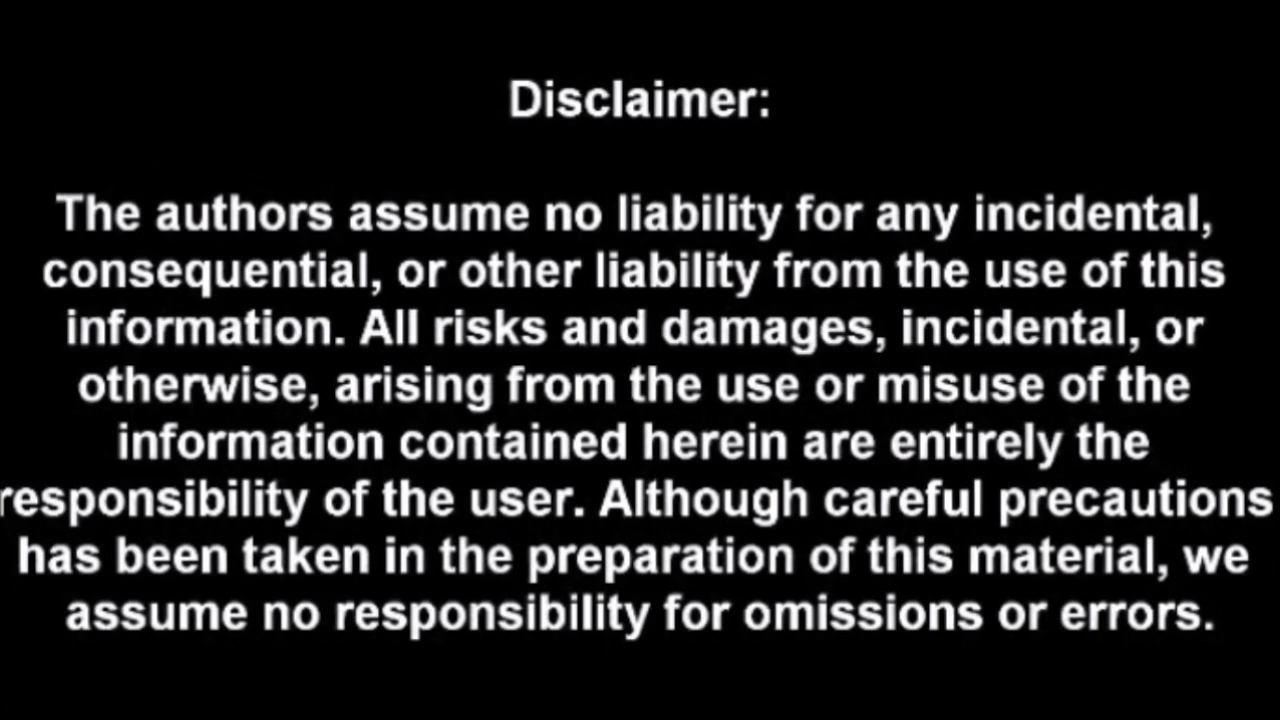 Disclaimer:
The authors assume no liability for any incidental,
consequential, or other liability from the use of this
information. All risks and damages, incidental, or
otherwise, arising from the use or misuse of the
information contained herein are entirely the
responsibility of the user. Although careful precautions
has been taken in the preparation of this material, we
assume no responsibility for omissions or errors.